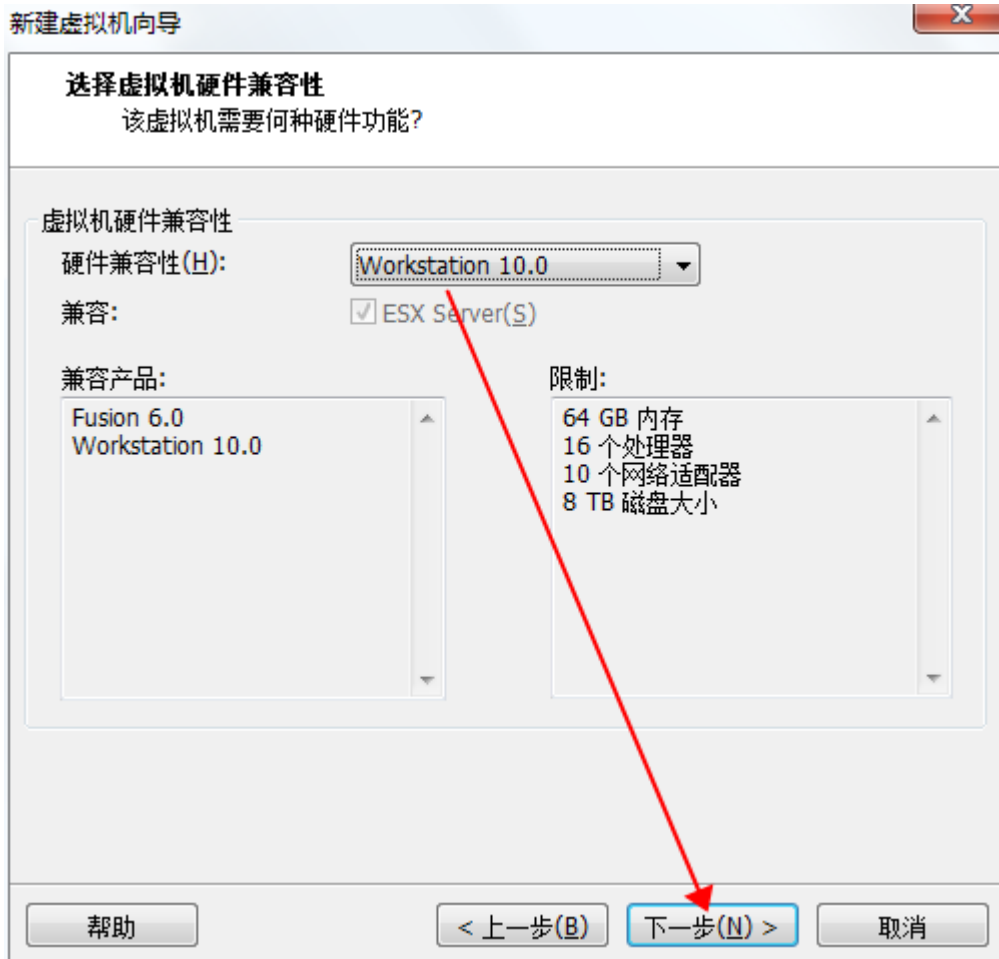 新建虚拟机向导
选择虚拟机硬件兼容性
该虚拟机需要何种硬件功能?
虚拟机硬件兼容性
硬件兼容性(H): Workstation 10.0
兼容: ESX Server(S)
兼容产品:
Fusion 6.0
Workstation 10.0
限制:
64 GB 内存
16 个处理器
10 个网络适配器
8 TB 磁盘大小
帮助 < 上一步(B) 下一步(N) > 取消